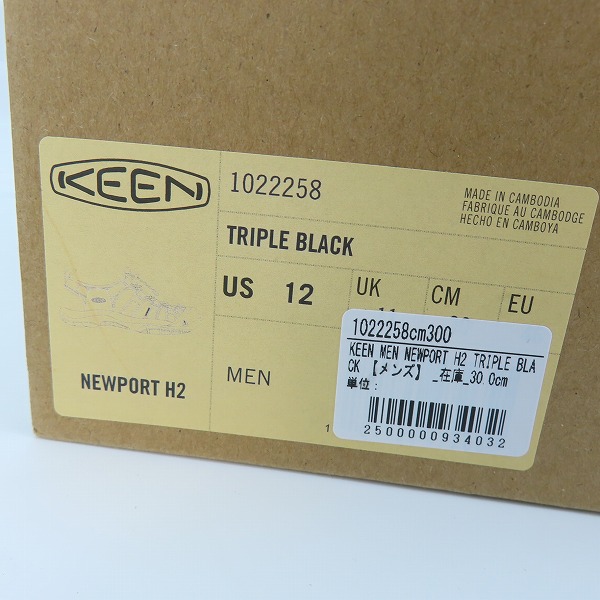 KEEN
1022258
MADE IN CAMBODIA
FABRIQUE AU CAMBODGE
HECHO EN CAMBOYA
TRIPLE BLACK
US 12
UK
CM
EU
NEWPORT H2
MEN
1
1022258cm300
KEEN MEN NEWPORT H2 TRIPLE BLA
CK 【メンズ】 _在庫_30.0cm
単位:
2500000934032